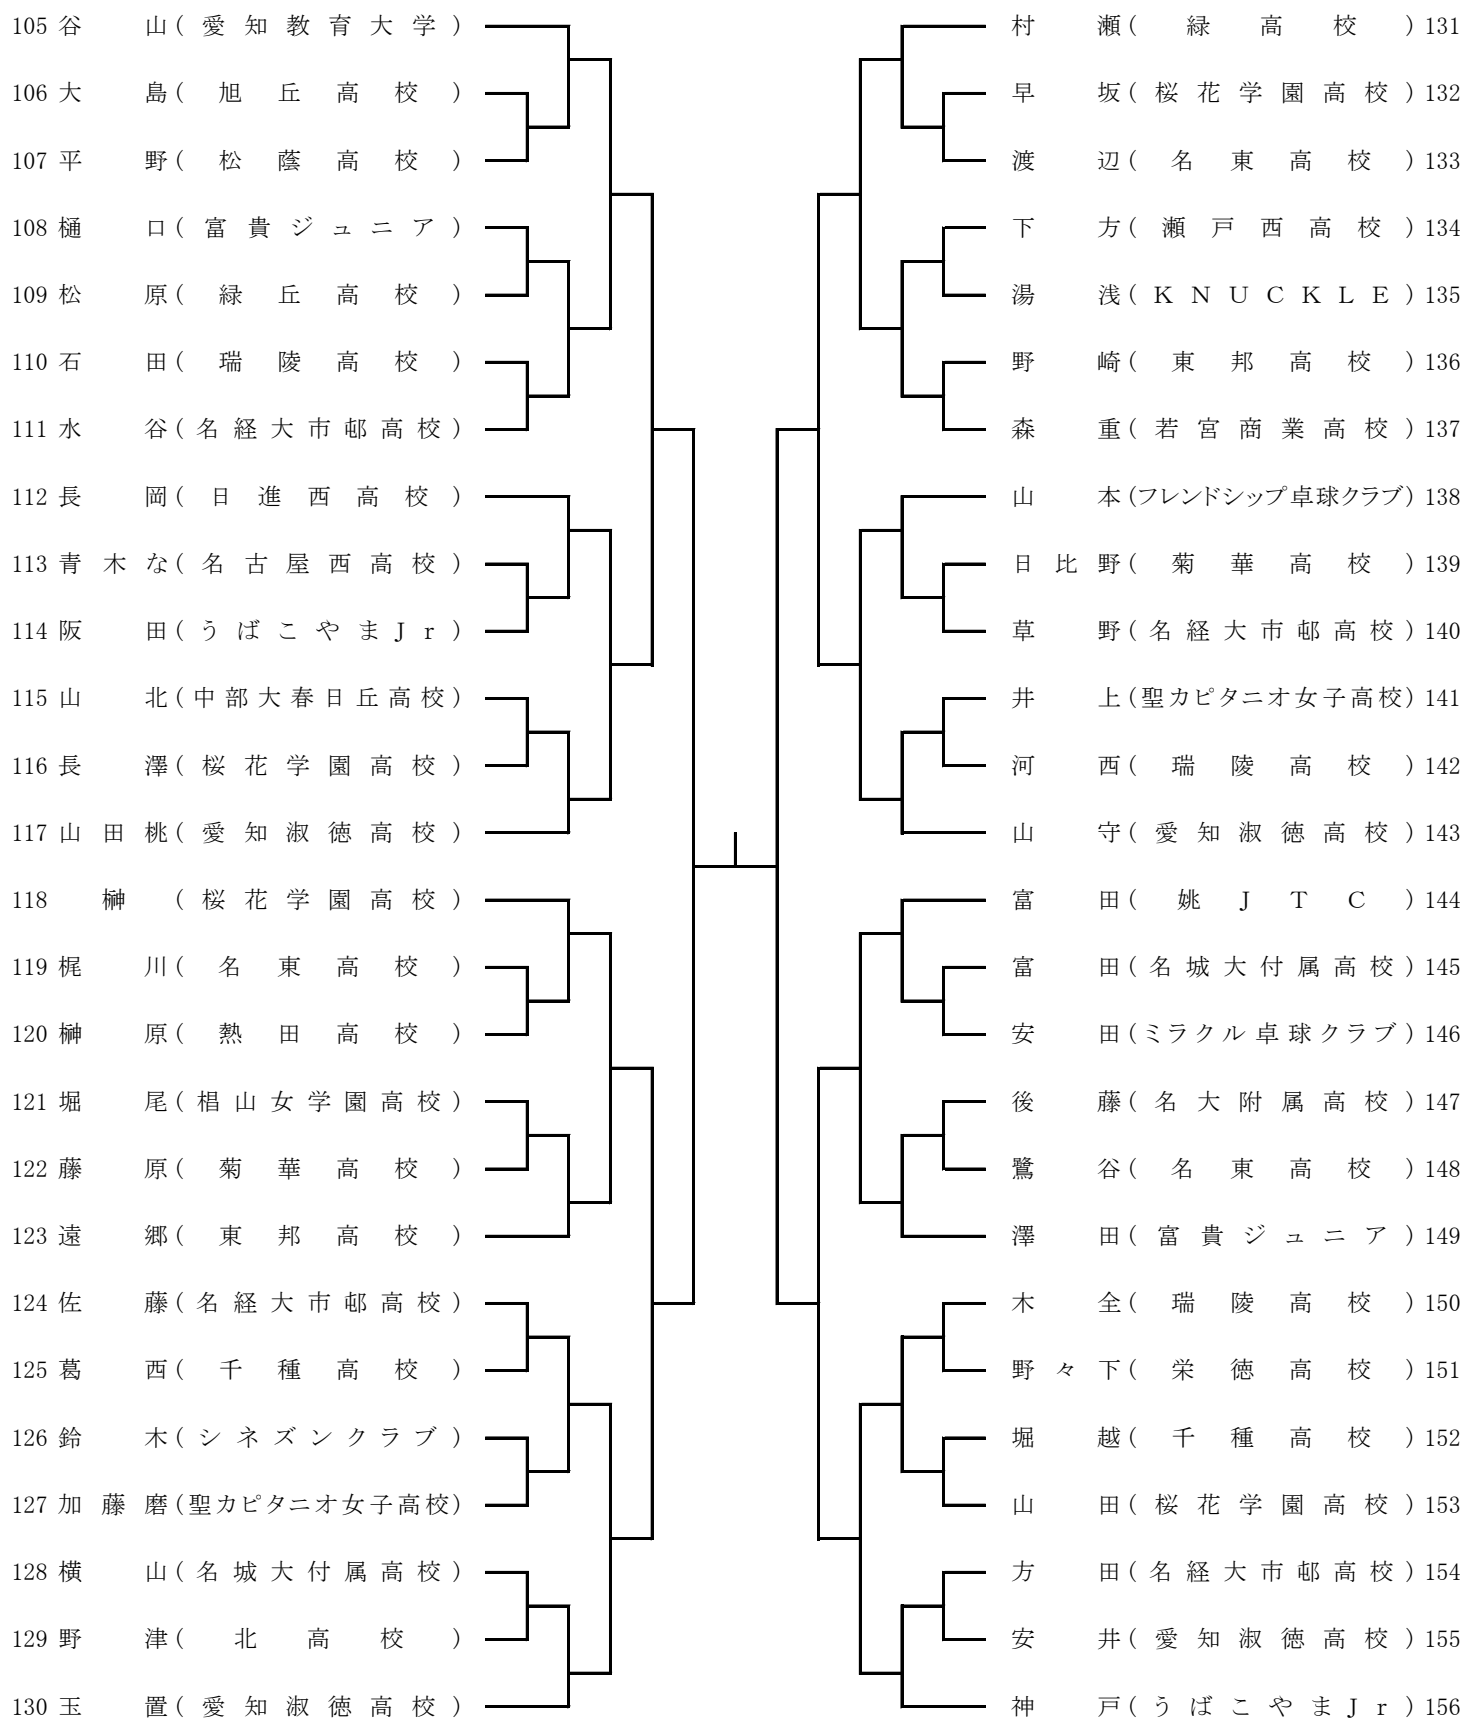 105 谷山(愛知教育大学)
106 大島(旭丘高校)
107 平野(松蔭高校)
108 樋口(富貴ジュニア)
109 松原(緑丘高校)
110 石田(瑞陵高校)
111 水谷(名経大市邨高校)
112 長岡(日進西高校)
113 青木な(名古屋西高校)
114 阪田(うばこやまJr)
115 山北(中部大春日丘高校)
116 長澤(桜花学園高校)
117 山田桃(愛知淑徳高校)
118 榊(桜花学園高校)
119 梶川(名東高校)
120 榊原(熱田高校)
121 堀尾(椙山女学園高校)
122 藤原(菊華高校)
123 遠郷(東邦高校)
124 佐藤(名経大市邨高校)
125 葛西(千種高校)
126 鈴木(シネズンクラブ)
127 加藤磨(聖カピタニオ女子高校)
128 横山(名城大付属高校)
129 野津(北高校)
130 玉置(愛知淑徳高校)
村瀬(緑高校)131
早坂(桜花学園高校)132
渡辺(名東高校)133
下方(瀬戸西高校)134
湯浅(KNUCKLE)135
野崎(東邦高校)136
森重(若宮商業高校)137
山本(フレンドシップ卓球クラブ)138
日比野(菊華高校)139
草野(名経大市邨高校)140
井上(聖カピタニオ女子高校)141
河西(瑞陵高校)142
山守(愛知淑徳高校)143
富田(姚JTC)144
富田(名城大付属高校)145
安田(ミラクル卓球クラブ)146
後藤(名大附属高校)147
鷺谷(名東高校)148
澤田(富貴ジュニア)149
木全(瑞陵高校)150
野々下(栄徳高校)151
堀越(千種高校)152
山田(桜花学園高校)153
方田(名経大市邨高校)154
安井(愛知淑徳高校)155
神戸(うばこやまJr)156